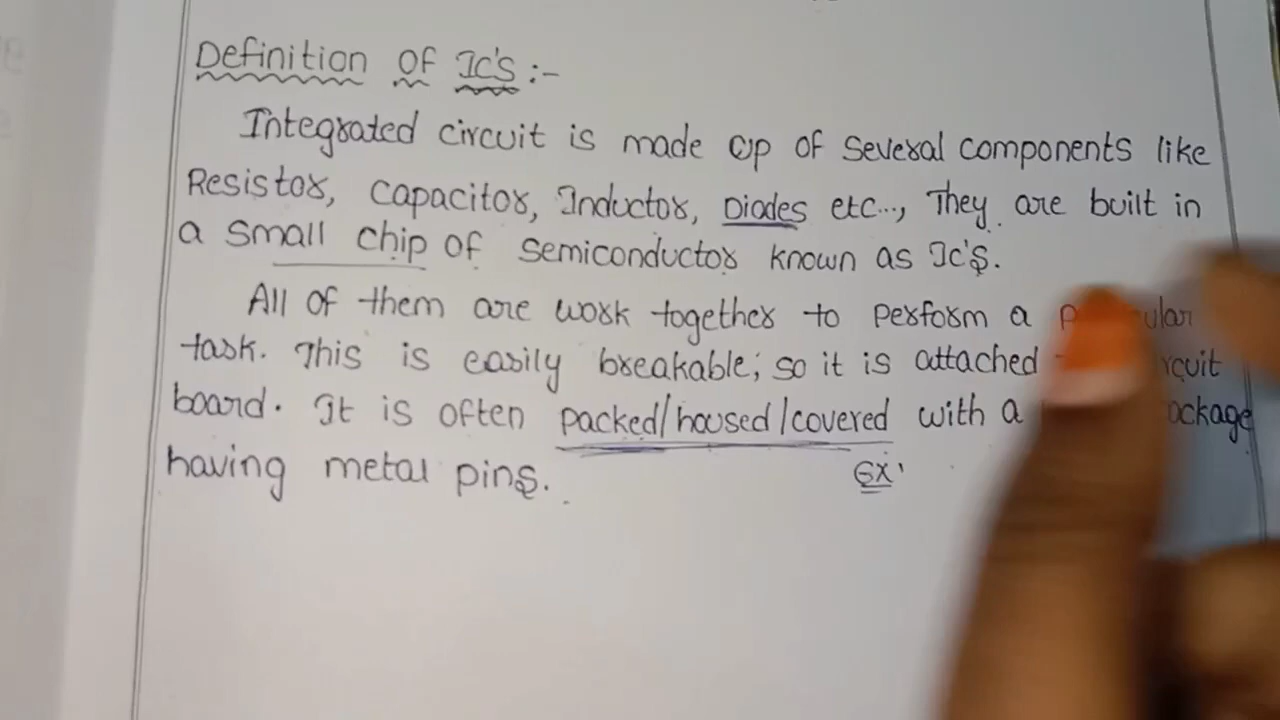 Definition of Ic's :-
Integrated circuit is made up of several components like
Resistor, capacitor, Inductor, Diodes etc..., They are built in
a small chip of semiconductor known as Ic's.
All of them are work together to perform a
task. This is easily breakable; so it is attached
board. It is often packed/housed/covered with a
having metal pins.
Ex'